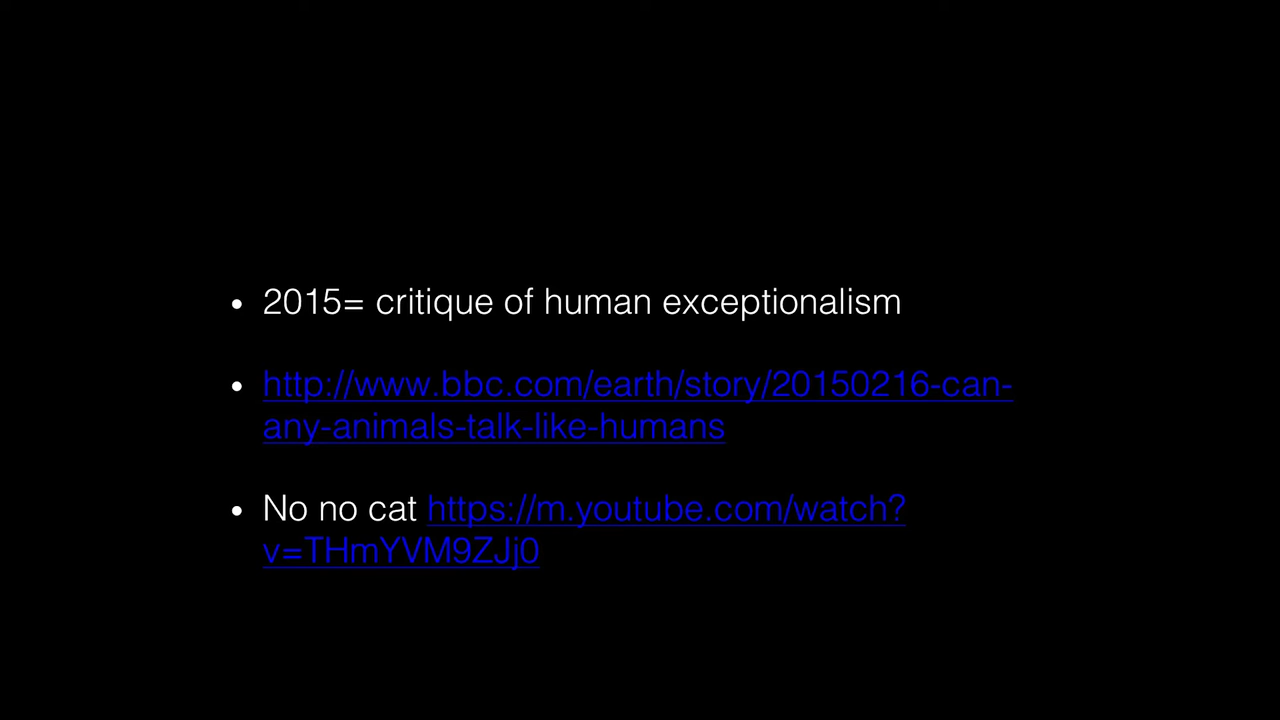 • 2015= critique of human exceptionalism
• http://www.bbc.com/earth/story/20150216-can-
any-animals-talk-like-humans
• No no cat https://m.youtube.com/watch?
v=THmYVM9ZJj0